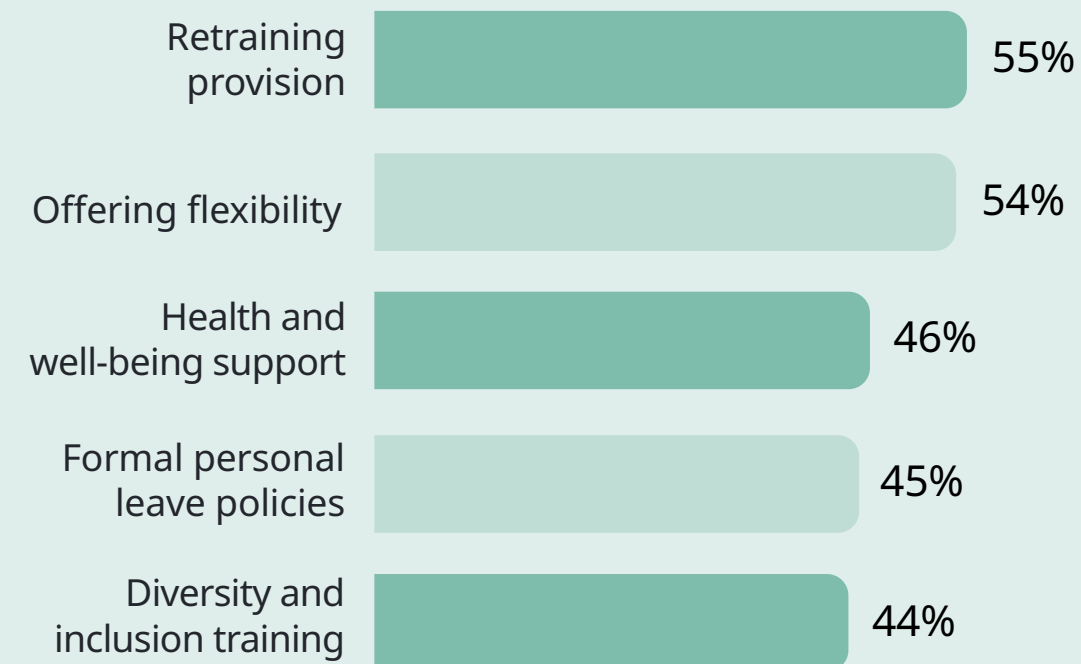 Retraining
provision
55%
Offering flexibility
54%
Health and
well-being support
46%
Formal personal
leave policies
45%
Diversity and
inclusion training
44%